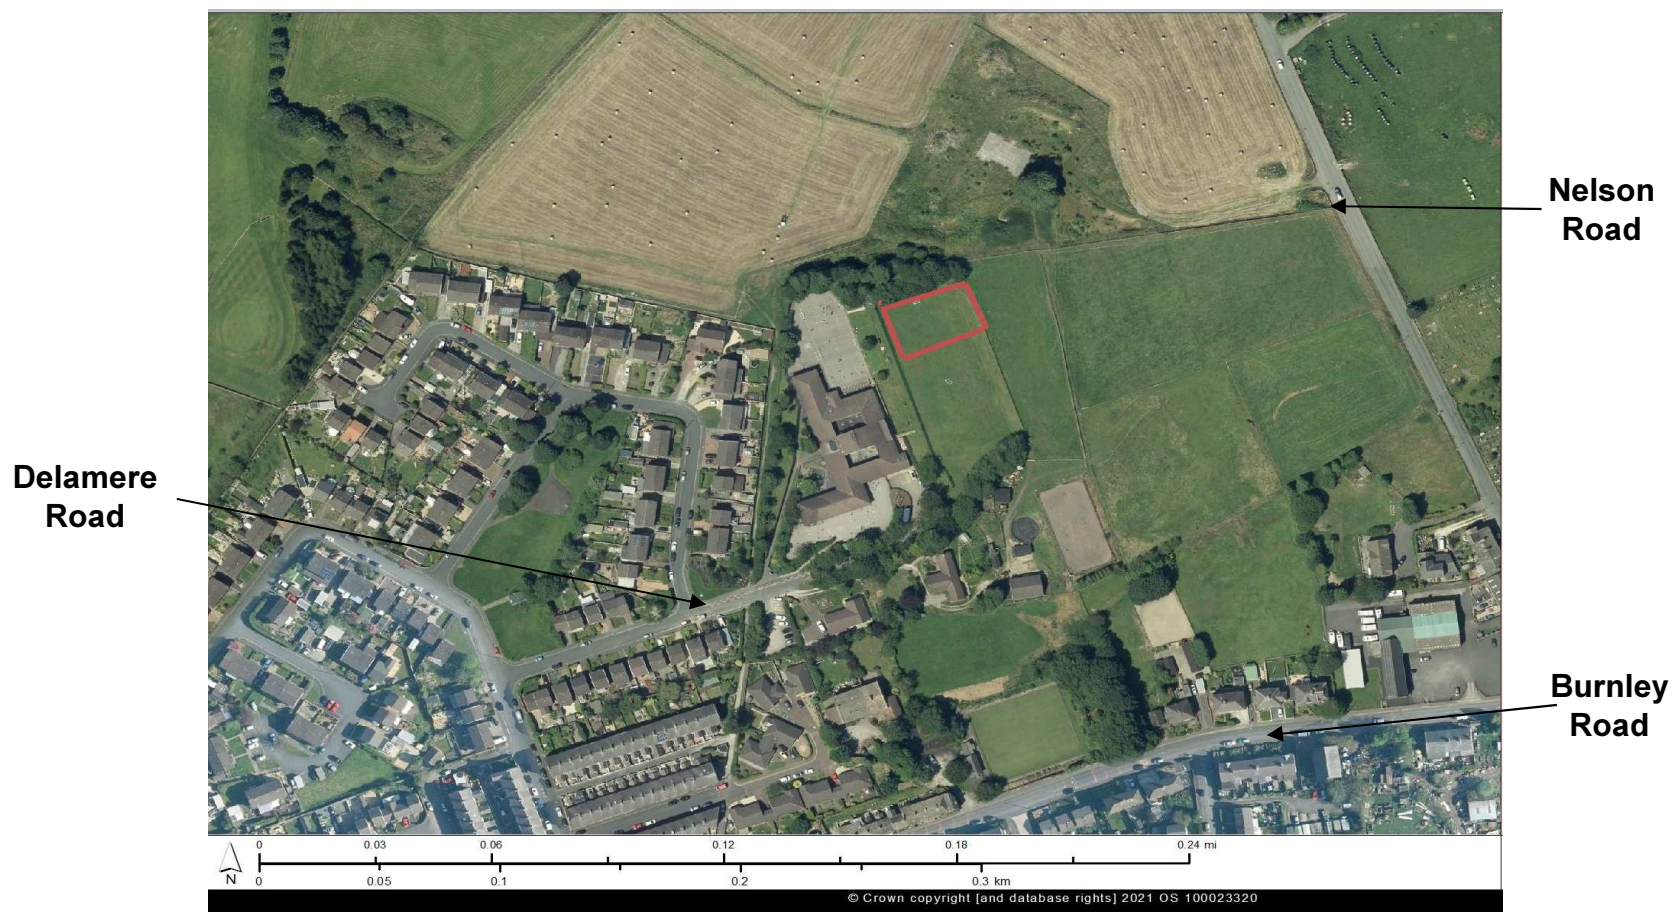 Nelson
Road
Delamere
Road
Burnley
Road
0 0.03 0.06 0.12 0.18 0.24 mi
N 0 0.05 0.1 0.2 0.3 km
© Crown copyright [and database rights] 2021 OS 100023320